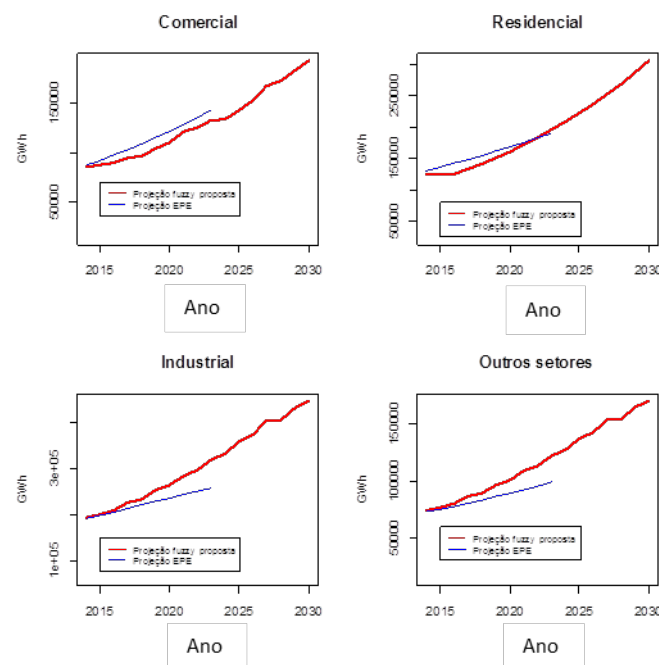 Comercial
GWh
50000
150000
Projeção fuzzy proposta
Projeção EPE
2015 2020 2025 2030
Ano
Residencial
GWh
50000
150000
250000
Projeção fuzzy proposta
Projeção EPE
2015 2020 2025 2030
Ano
Industrial
GWh
1e+05
3e+05
Projeção fuzzy proposta
Projeção EPE
2015 2020 2025 2030
Ano
Outros setores
GWh
50000
100000
150000
Projeção fuzzy proposta
Projeção EPE
2015 2020 2025 2030
Ano